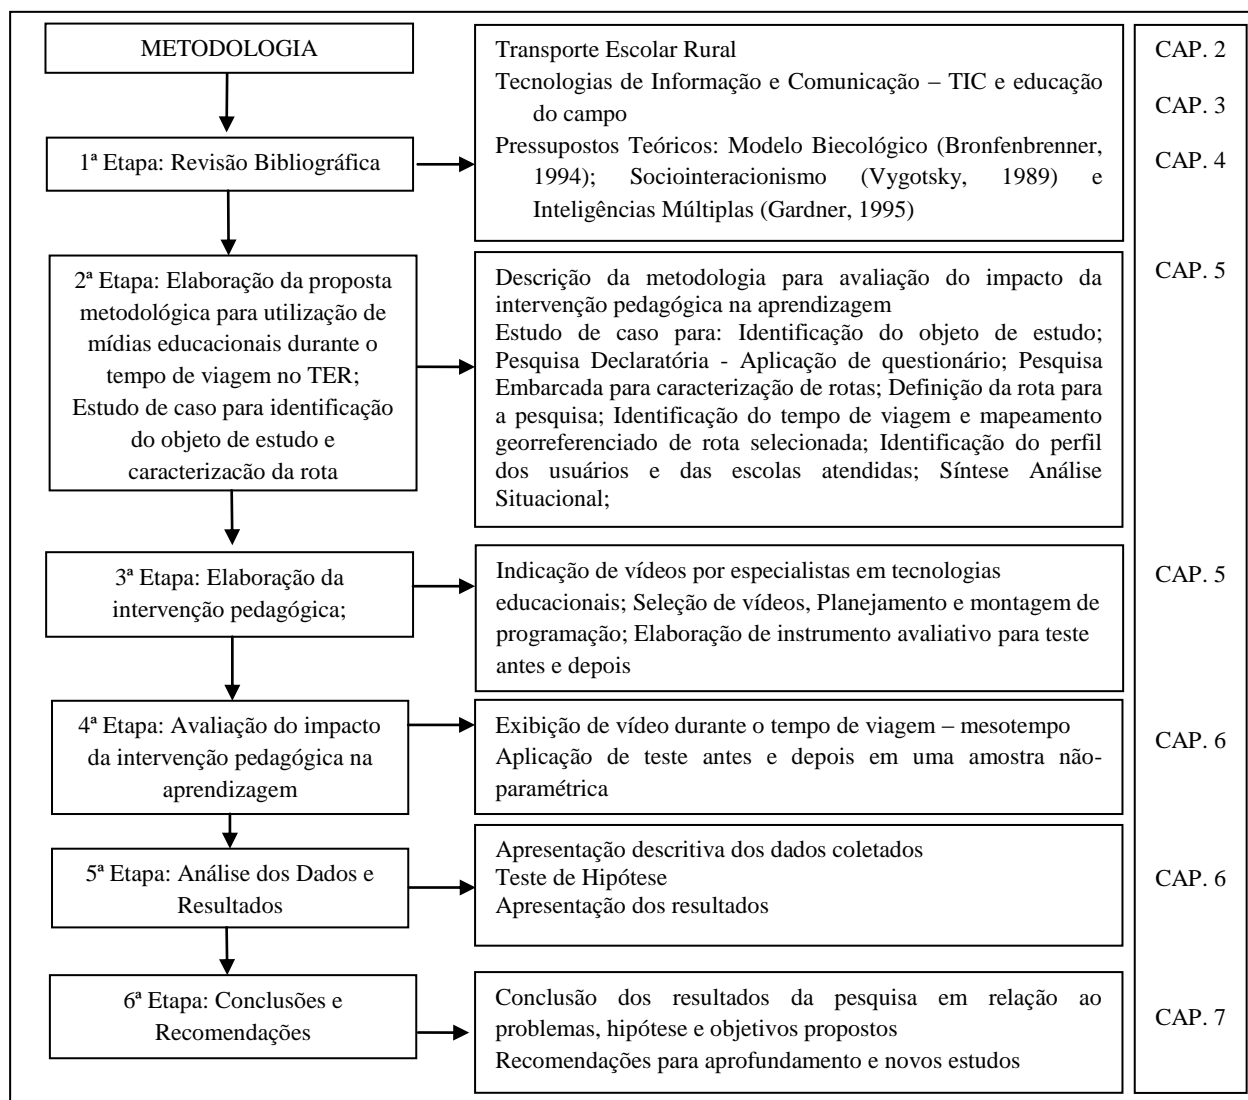 METODOLOGIA
Transporte Escolar Rural
CAP. 2
Tecnologias de Informação e Comunicação – TIC e educação
do campo
CAP. 3
1ª Etapa: Revisão Bibliográfica
Pressupostos Teóricos: Modelo Biecológico (Bronfenbrenner,
1994); Sociointeracionismo (Vygotsky, 1989) e
Inteligências Múltiplas (Gardner, 1995)
CAP. 4
2ª Etapa: Elaboração da proposta
metodológica para utilização de
mídias educacionais durante o
tempo de viagem no TER;
Estudo de caso para identificação
do objeto de estudo e
caracterização da rota
Descrição da metodologia para avaliação do impacto da
intervenção pedagógica na aprendizagem
Estudo de caso para: Identificação do objeto de estudo;
Pesquisa Declaratória - Aplicação de questionário; Pesquisa
Embarcada para caracterização de rotas; Definição da rota para
a pesquisa; Identificação do tempo de viagem e mapeamento
georreferenciado de rota selecionada; Identificação do perfil
dos usuários e das escolas atendidas; Síntese Análise
Situacional;
CAP. 5
3ª Etapa: Elaboração da
intervenção pedagógica;
Indicação de vídeos por especialistas em tecnologias
educacionais; Seleção de vídeos, Planejamento e montagem de
programação; Elaboração de instrumento avaliativo para teste
antes e depois
CAP. 5
4ª Etapa: Avaliação do impacto
da intervenção pedagógica na
aprendizagem
Exibição de vídeo durante o tempo de viagem – mesotempo
Aplicação de teste antes e depois em uma amostra não-
paramétrica
CAP. 6
5ª Etapa: Análise dos Dados e
Resultados
Apresentação descritiva dos dados coletados
Teste de Hipótese
Apresentação dos resultados
CAP. 6
6ª Etapa: Conclusões e
Recomendações
Conclusão dos resultados da pesquisa em relação ao
problemas, hipótese e objetivos propostos
Recomendações para aprofundamento e novos estudos
CAP. 7